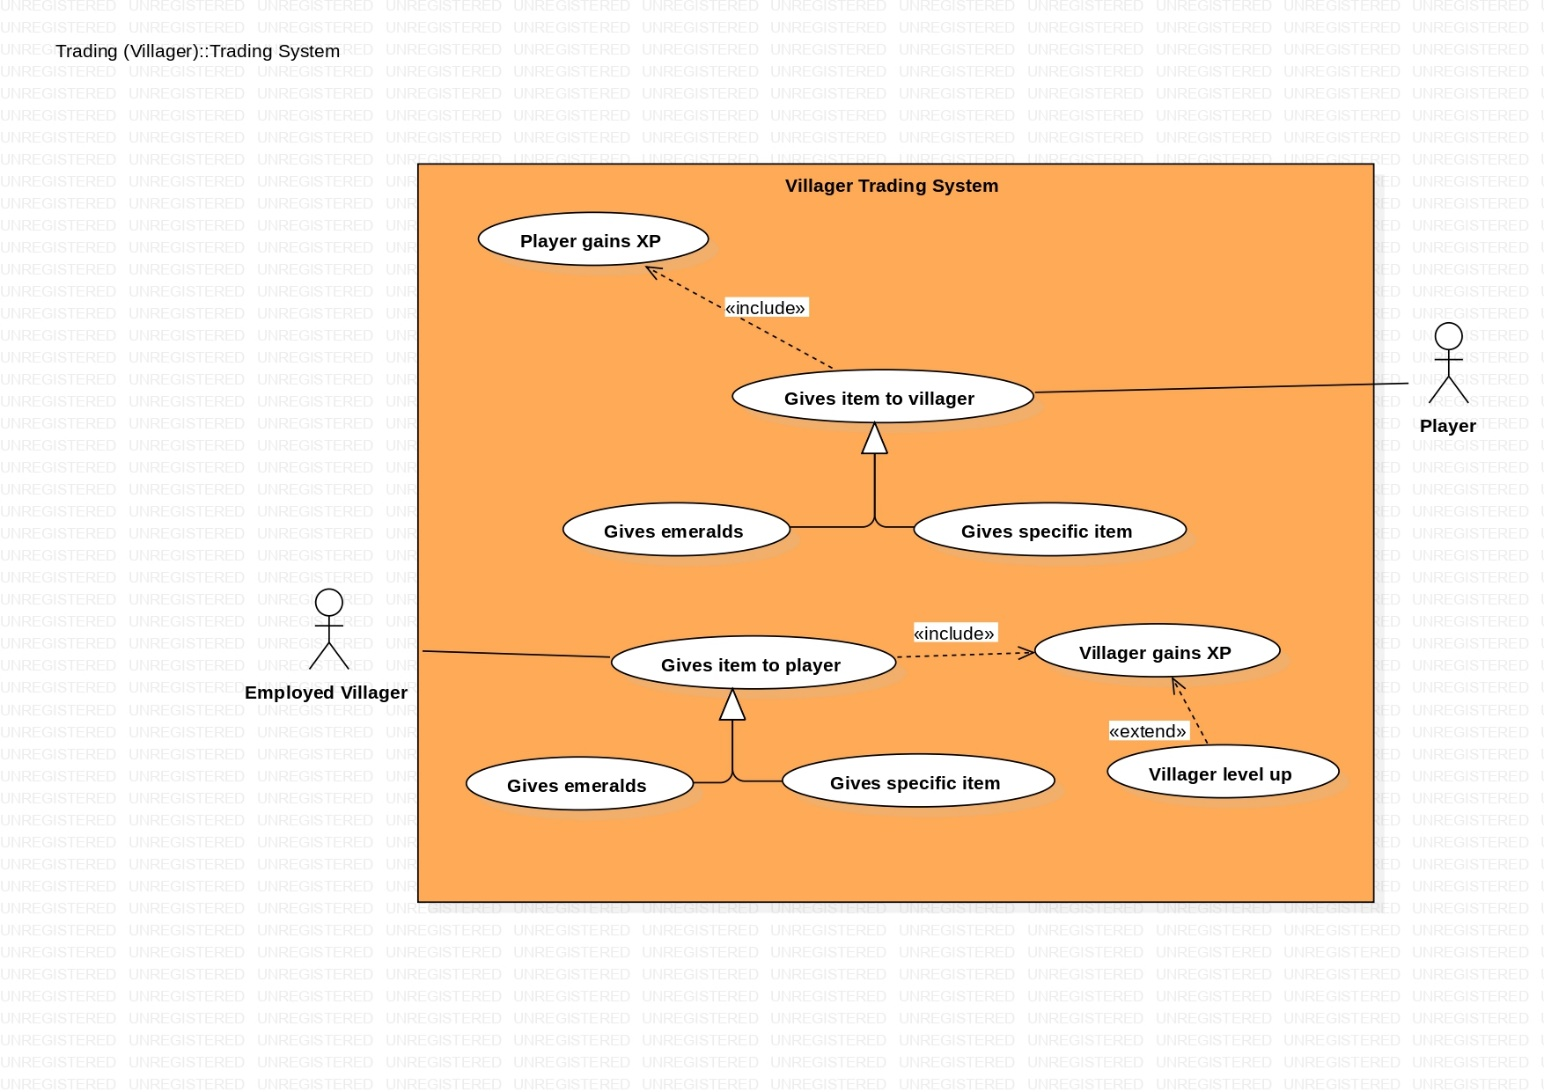 Trading (Villager)::Trading System
Villager Trading System
Player gains XP
«include»
Gives item to villager
Player
Gives emeralds
Gives specific item
Employed Villager
«include»
Gives item to player
Villager gains XP
«extend»
Gives emeralds
Gives specific item
Villager level up
UNREGISTERED